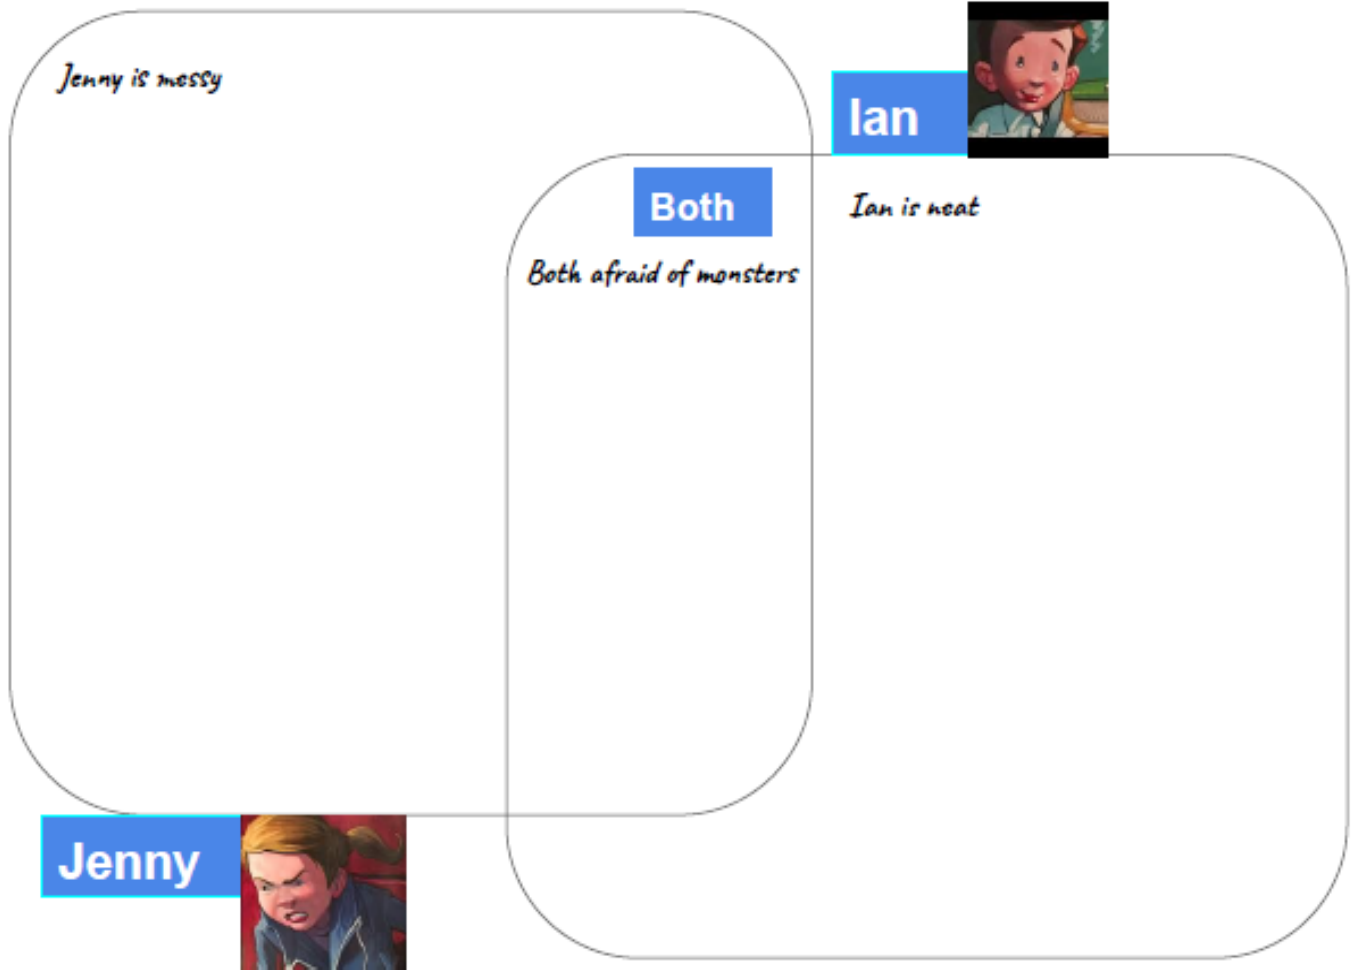 Jenny is messy
Ian
Both
Ian is neat
Both afraid of monsters
Jenny